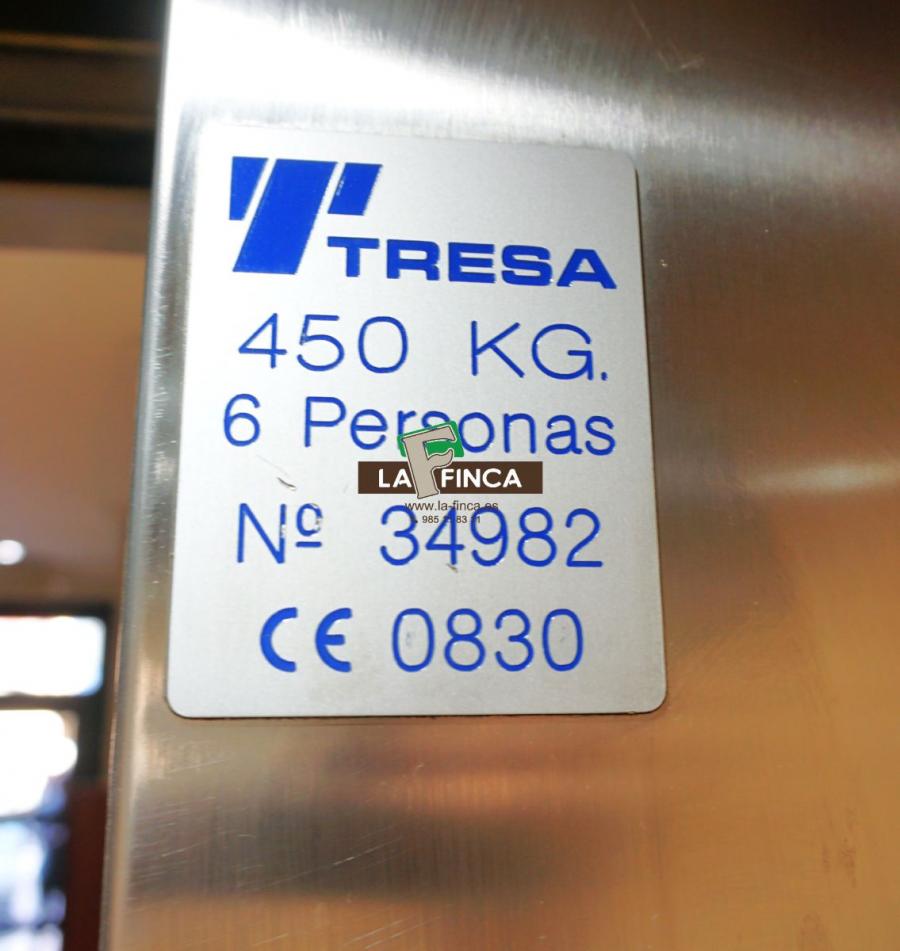 TRESA
450 KG.
6 Personas
LA FINCA
www.la-finca.es
Nº 34982
CE 0830